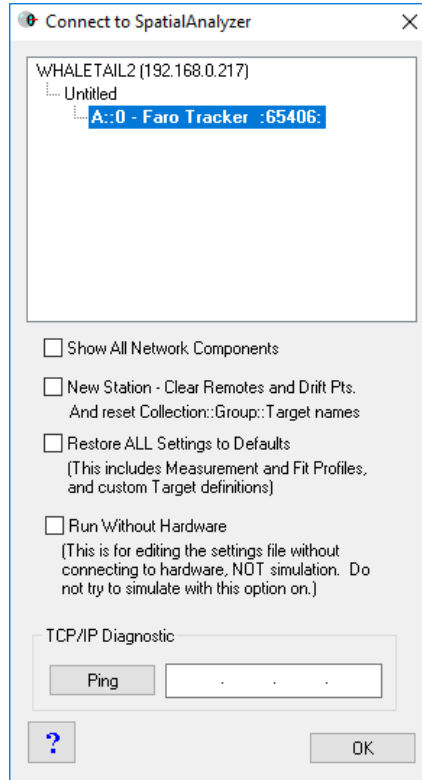 Connect to SpatialAnalyzer
WHALETAIL2 (192.168.0.217)
Untitled
A::0 - Faro Tracker :65406:
Show All Network Components
New Station - Clear Remotes and Drift Pts.
And reset Collection::Group::Target names
Restore ALL Settings to Defaults
(This includes Measurement and Fit Profiles,
and custom Target definitions)
Run Without Hardware
(This is for editing the settings file without
connecting to hardware, NOT simulation. Do
not try to simulate with this option on.)
TCP/IP Diagnostic
Ping . . .
?
OK